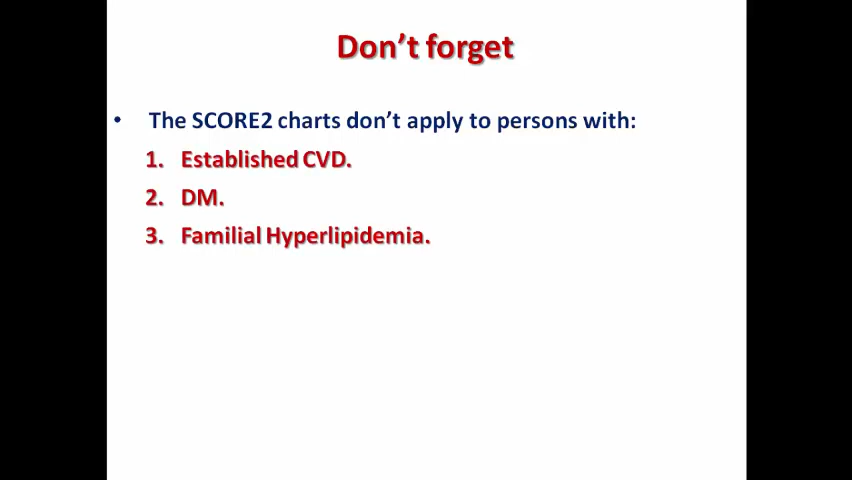 Don't forget
• The SCORE2 charts don't apply to persons with:
1. Established CVD.
2. DM.
3. Familial Hyperlipidemia.